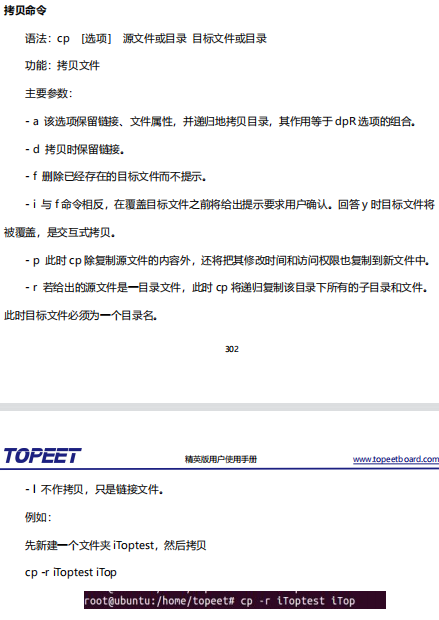 拷贝命令
语法：cp [选项] 源文件或目录 目标文件或目录
功能：拷贝文件
主要参数：
- a 该选项保留链接、文件属性，并递归地拷贝目录，其作用等于 dpR 选项的组合。
- d 拷贝时保留链接。
- f 删除已经存在的目标文件而不提示。
- i 与 f 命令相反，在覆盖目标文件之前将给出提示要求用户确认。回答 y 时目标文件将
被覆盖，是交互式拷贝。
- p 此时 cp 除复制源文件的内容外，还将把其修改时间和访问权限也复制到新文件中。
- r 若给出的源文件是一目录文件，此时 cp 将递归复制该目录下所有的子目录和文件。
此时目标文件必须为一个目录名。
302
TOPEET 精英版用户使用手册 www.topeetboard.com
- l 不作拷贝，只是链接文件。
例如：
先新建一个文件夹 iToptest，然后拷贝
cp -r iToptest iTop
root@ubuntu:/home/topeet# cp -r iToptest iTop